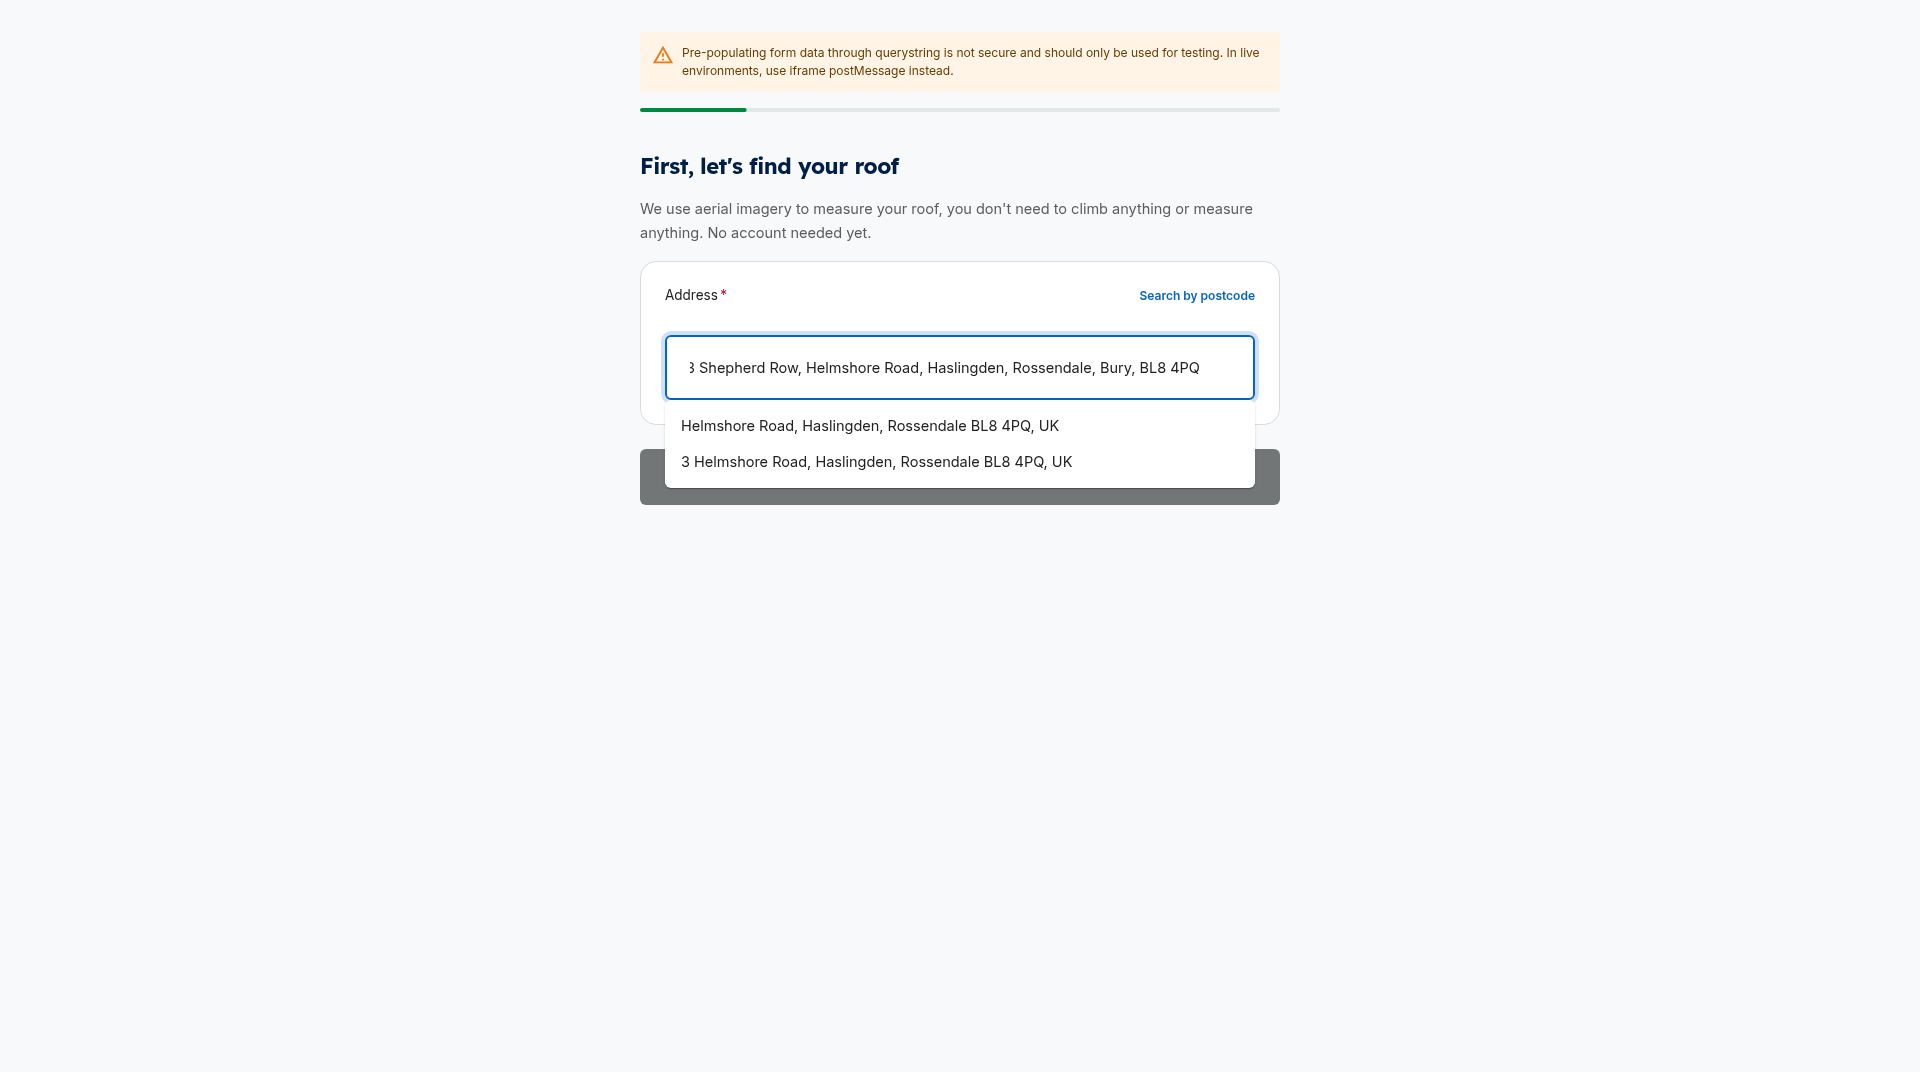 Pre-populating form data through querystring is not secure and should only be used for testing. In live
environments, use iframe postMessage instead.
First, let's find your roof
We use aerial imagery to measure your roof, you don't need to climb anything or measure
anything. No account needed yet.
Address *
Search by postcode
3 Shepherd Row, Helmshore Road, Haslingden, Rossendale, Bury, BL8 4PQ
Helmshore Road, Haslingden, Rossendale BL8 4PQ, UK
3 Helmshore Road, Haslingden, Rossendale BL8 4PQ, UK